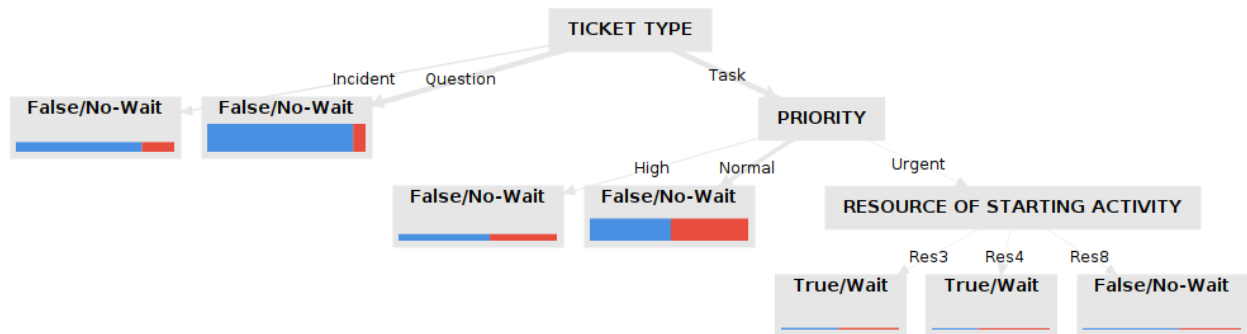 TICKET TYPE
Incident
Question
Task
False/No-Wait
False/No-Wait
PRIORITY
High
Normal
Urgent
False/No-Wait
False/No-Wait
RESOURCE OF STARTING ACTIVITY
Res3
Res4
Res8
True/Wait
True/Wait
False/No-Wait